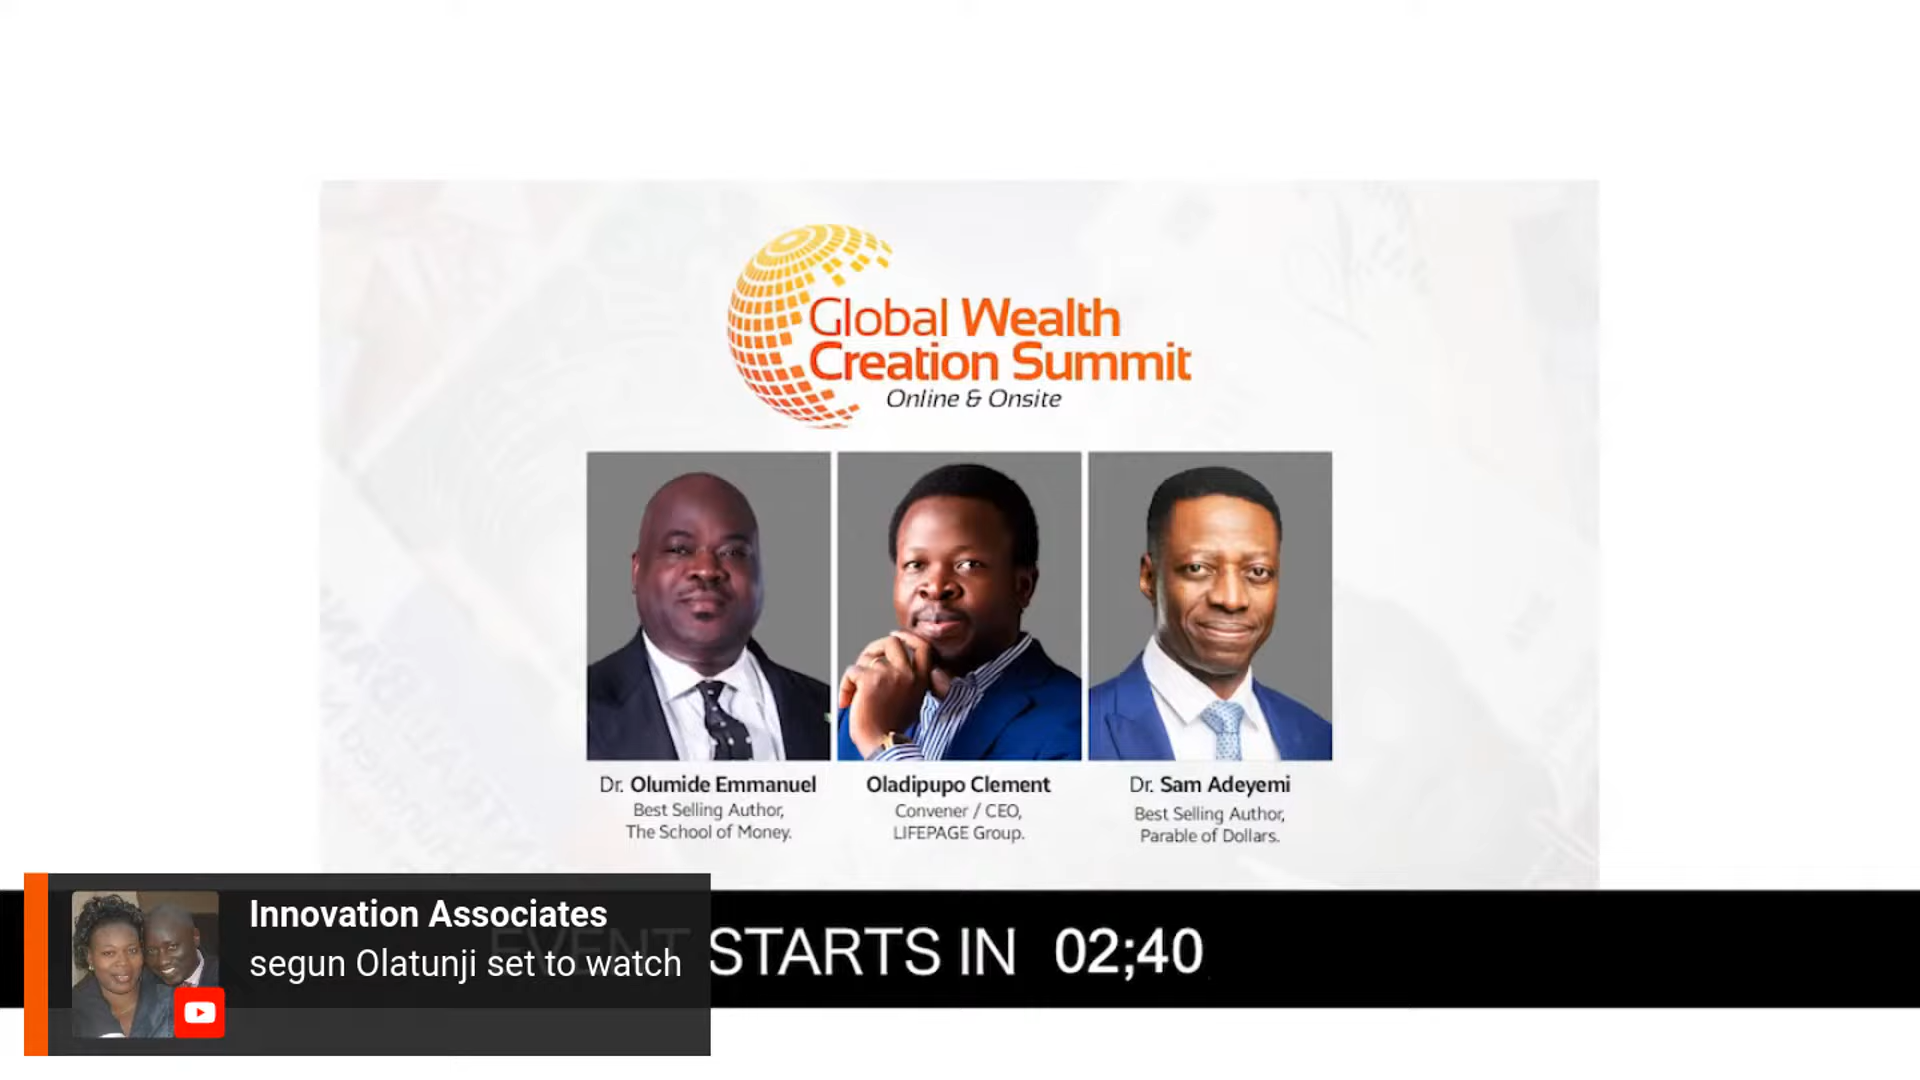 Global Wealth
Creation Summit
Online & Onsite
Dr. Olumide Emmanuel
Best Selling Author,
The School of Money.
Oladipupo Clement
Convener / CEO,
LIFEPAGE Group.
Dr. Sam Adeyemi
Best Selling Author,
Parable of Dollars.
EVENT STARTS IN 02;40
Innovation Associates
segun Olatunji set to watch